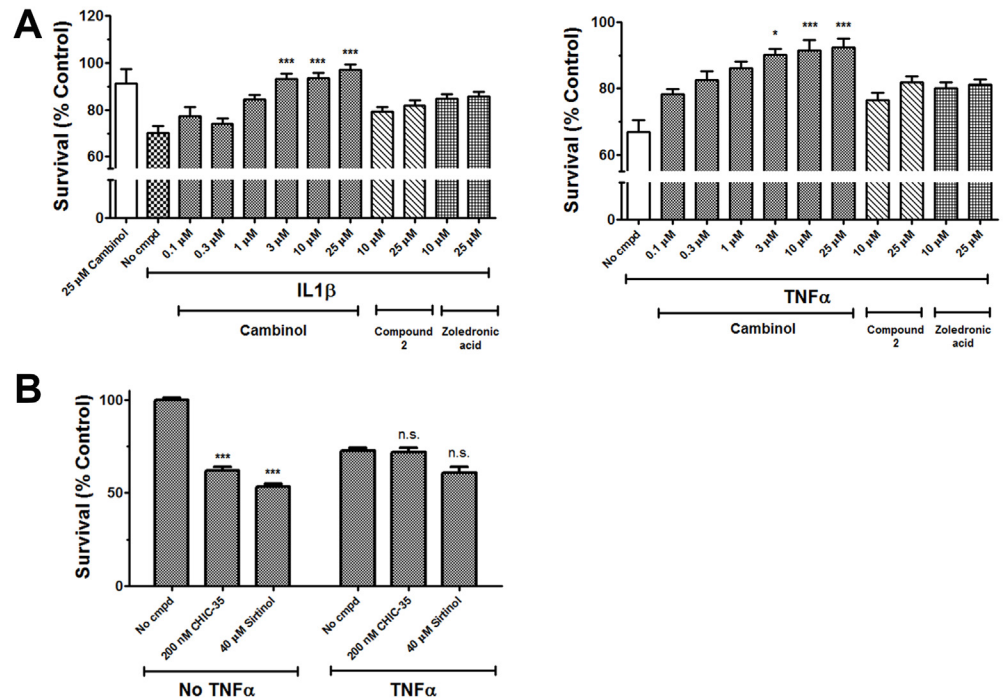 A
Survival (% Control)
120
100
80
60
0
*** *** ***
25 µM Cambinol
No cmpd
0.1 µM
0.3 µM
1 µM
3 µM
10 µM
25 µM
10 µM
25 µM
10 µM
25 µM
IL1β
Cambinol
Compound
2
Zoledronic
acid
Survival (% Control)
100
80
60
0
* *** ***
No cmpd
0.1 µM
0.3 µM
1 µM
3 µM
10 µM
25 µM
10 µM
25 µM
10 µM
25 µM
TNFα
Cambinol
Compound
2
Zoledronic
acid
B
Survival (% Control)
100
50
0
*** ***
n.s. n.s.
No cmpd
200 nM CHIC-35
40 µM Sirtinol
No cmpd
200 nM CHIC-35
40 µM Sirtinol
No TNFα
TNFα